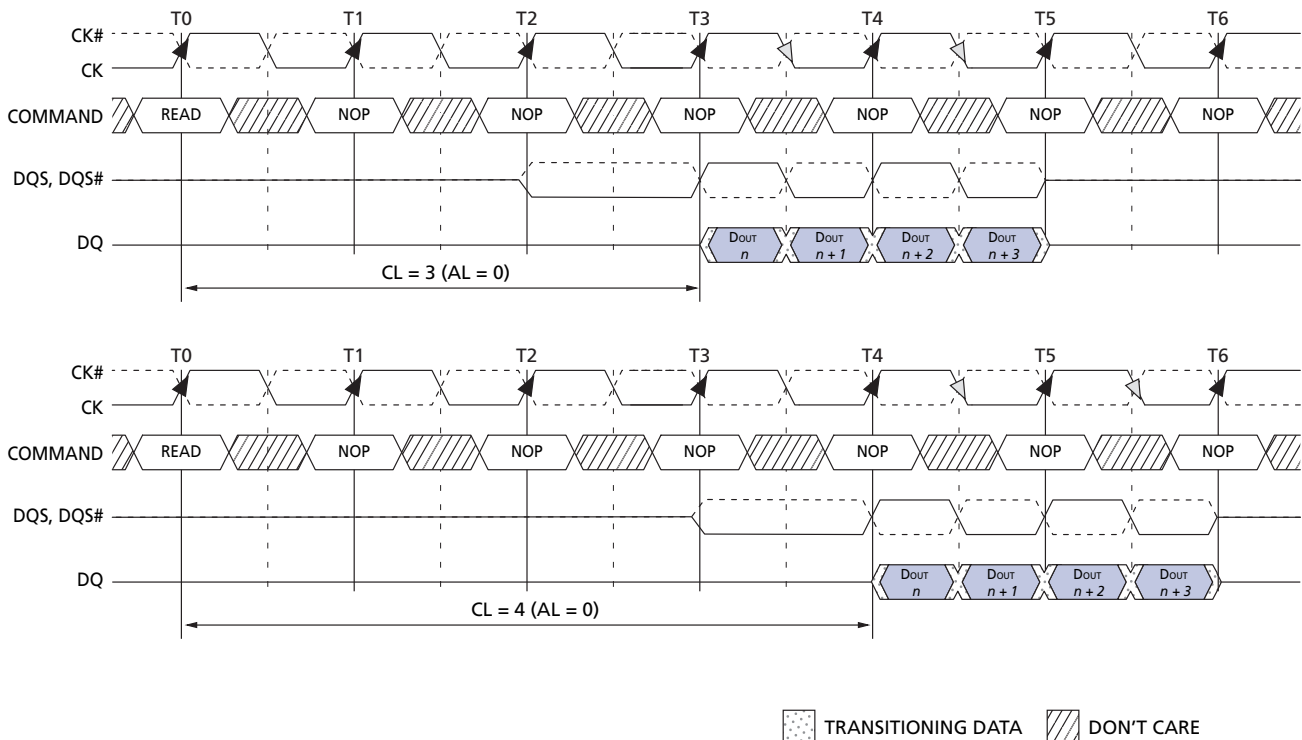 T0 T1 T2 T3 T4 T5 T6
CK#
CK
COMMAND READ NOP NOP NOP NOP NOP NOP
DQS, DQS#
DQ DOUT n DOUT n + 1 DOUT n + 2 DOUT n + 3
CL = 3 (AL = 0)
T0 T1 T2 T3 T4 T5 T6
CK#
CK
COMMAND READ NOP NOP NOP NOP NOP NOP
DQS, DQS#
DQ DOUT n DOUT n + 1 DOUT n + 2 DOUT n + 3
CL = 4 (AL = 0)
TRANSITIONING DATA DON'T CARE